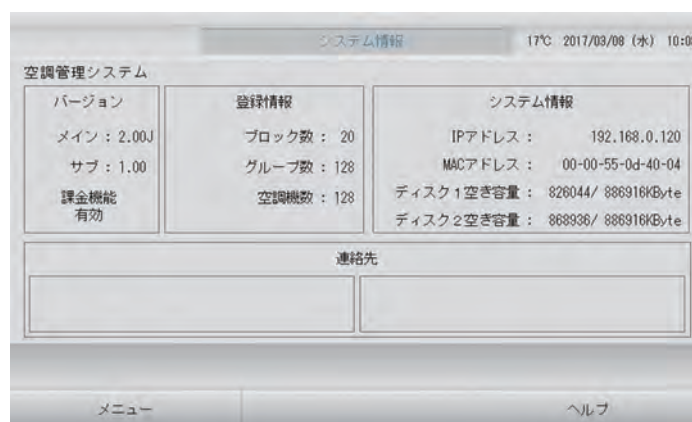 システム情報
17℃ 2017/03/08 (水) 10:0
空調管理システム
バージョン
メイン : 2.00J
サブ : 1.00
課金機能
有効
登録情報
ブロック数 : 20
グループ数 : 128
空調機数 : 128
システム情報
IPアドレス : 192.168.0.120
MACアドレス : 00-00-55-0d-40-04
ディスク1空き容量 : 826044/ 886916KByte
ディスク2空き容量 : 868936/ 886916KByte
連絡先
メニュー
ヘルプ